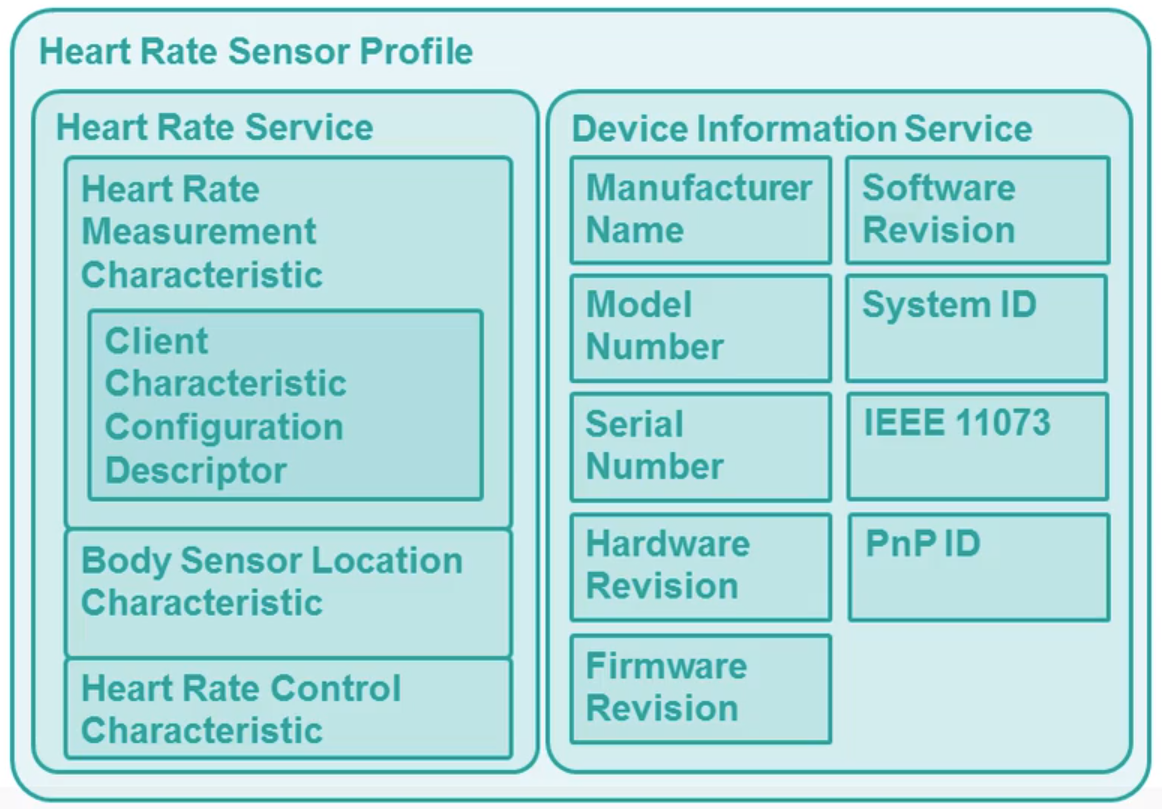 Heart Rate Sensor Profile
Heart Rate Service
Heart Rate
Measurement
Characteristic
Client
Characteristic
Configuration
Descriptor
Body Sensor Location
Characteristic
Heart Rate Control
Characteristic
Device Information Service
Manufacturer
Name
Software
Revision
Model
Number
System ID
Serial
Number
IEEE 11073
Hardware
Revision
PnP ID
Firmware
Revision